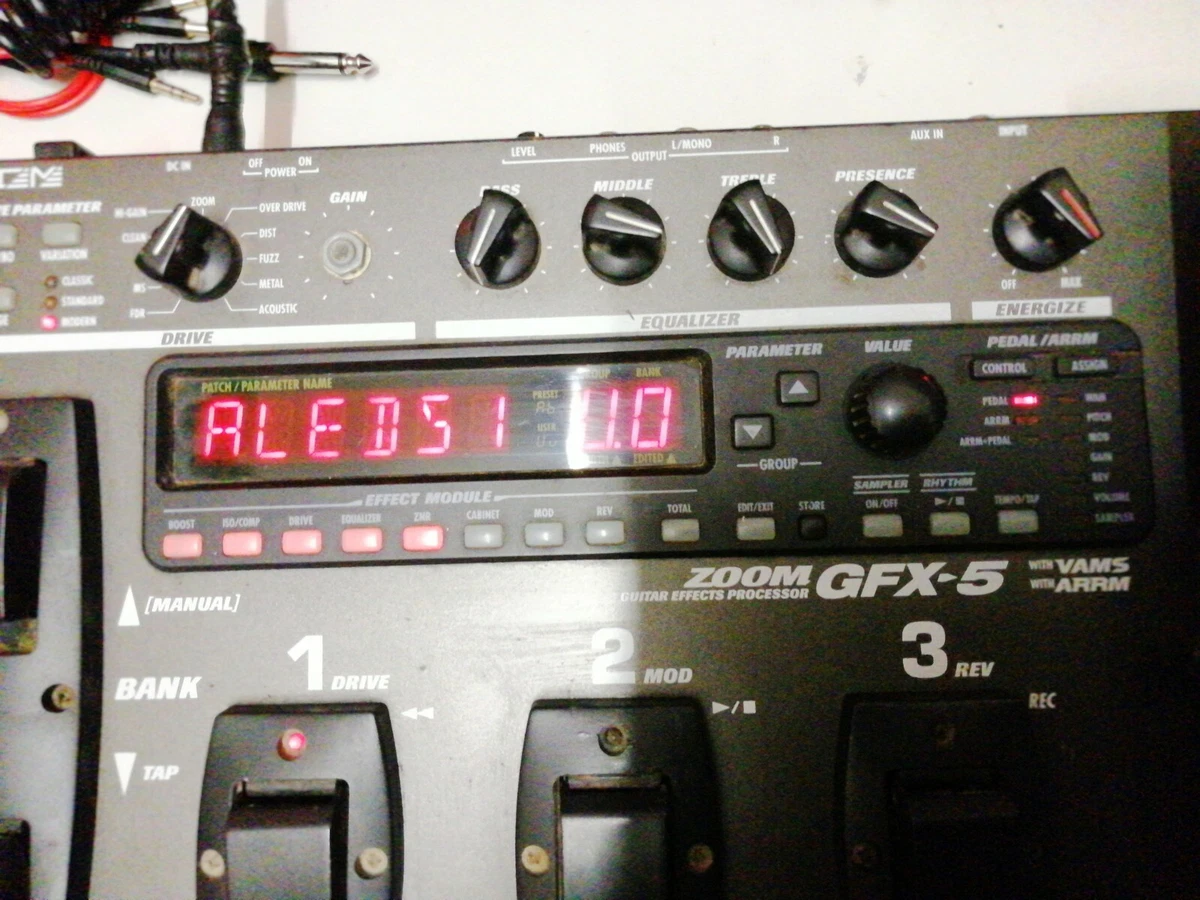 LEVEL PHONES L/MONO R
OUTPUT
AUX IN INPUT
DC IN OFF ON
POWER
BASS MIDDLE TREBLE PRESENCE
GAIN
ZOOM
HI-GAIN OVER DRIVE
CLEAN DIST
FUZZ
MS METAL
FDR ACOUSTIC
VARIATION
CLASSIC
STANDARD
MODERN
OFF MAX
DRIVE EQUALIZER ENERGIZE
PATCH / PARAMETER NAME
BANK
PRESET
USER
EDITED
ALEDS1 U.0
PARAMETER VALUE PEDAL /ARRM
CONTROL ASSIGN
PEDAL WAH
ARRM PITCH
ARRM+PEDAL MOD
GAIN
REV
VOLUME
SAMPLER
GROUP
SAMPLER RHYTHM
EFFECT MODULE
BOOST ISO/COMP DRIVE EQUALIZER ZNR CABINET MOD REV TOTAL EDIT/EXIT STORE ON/OFF ▶/■ TEMPO/TAP
ZOOM GFX-5 WITH VAMS
GUITAR EFFECTS PROCESSOR WITH ARRM
[MANUAL]
1 DRIVE 2 MOD 3 REV
BANK
◀◀ ▶/■ REC
TAP